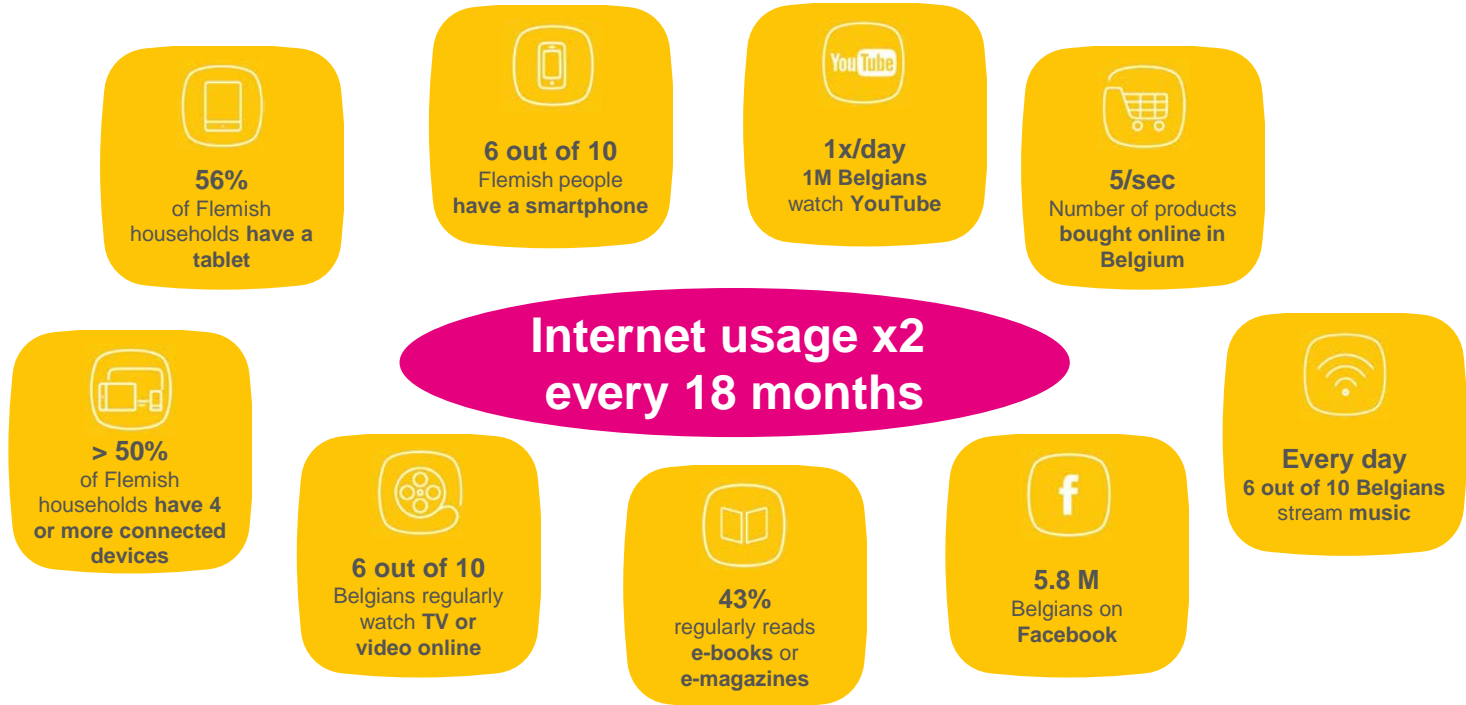 56%
of Flemish
households have a
tablet
6 out of 10
Flemish people
have a smartphone
You Tube
1x/day
1M Belgians
watch YouTube
5/sec
Number of products
bought online in
Belgium
Internet usage x2
every 18 months
> 50%
of Flemish
households have 4
or more connected
devices
6 out of 10
Belgians regularly
watch TV or
video online
43%
regularly reads
e-books or
e-magazines
f
5.8 M
Belgians on
Facebook
Every day
6 out of 10 Belgians
stream music